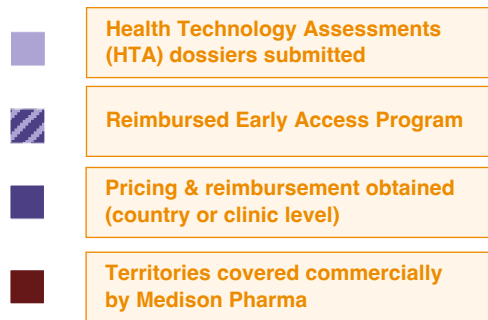 Health Technology Assessments
(HTA) dossiers submitted
Reimbursed Early Access Program
Pricing & reimbursement obtained
(country or clinic level)
Territories covered commercially
by Medison Pharma